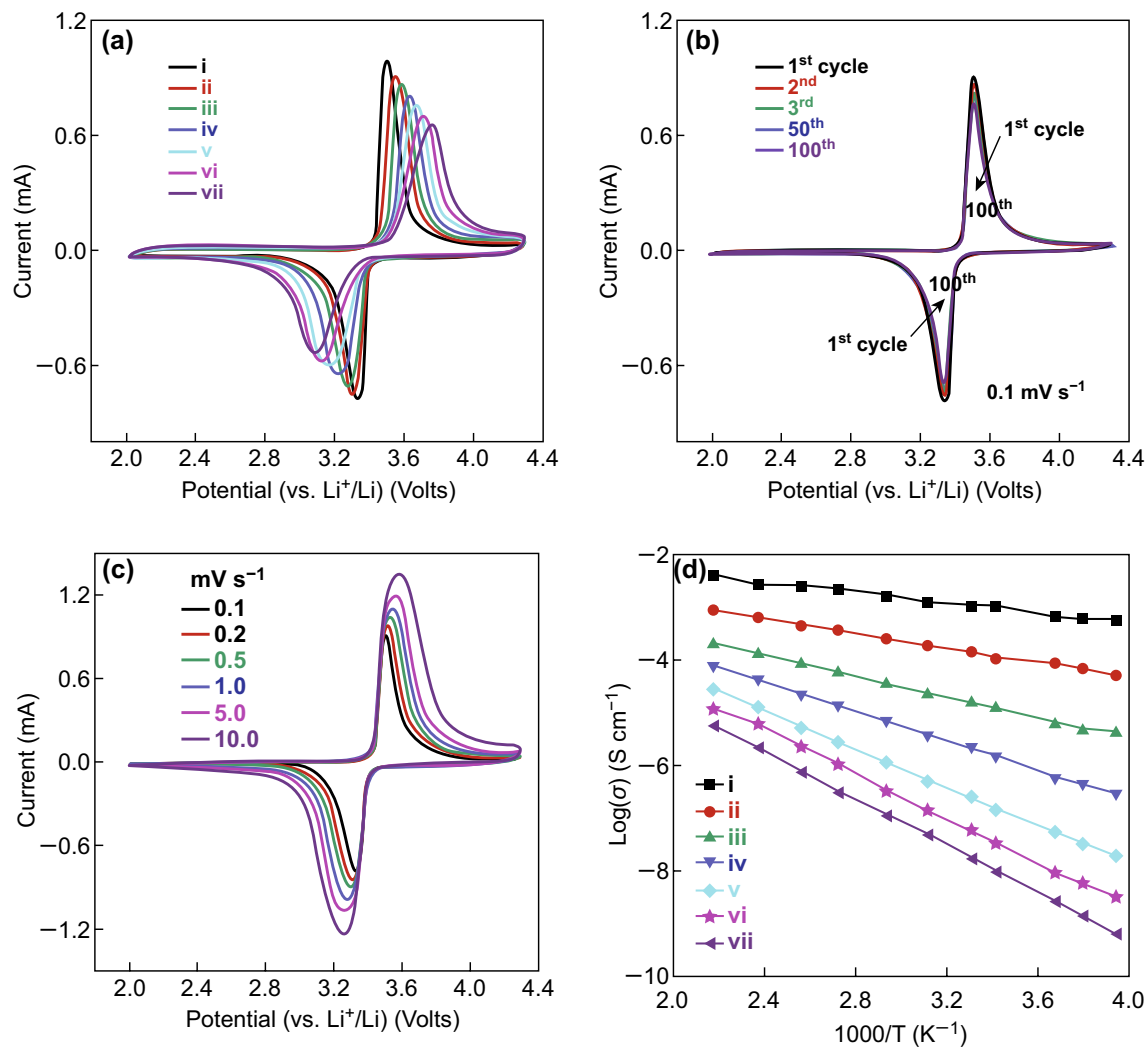 (a)
i
ii
iii
iv
v
vi
vii
1.2
0.6
0.0
−0.6
2.0 2.4 2.8 3.2 3.6 4.0 4.4
Current (mA)
Potential (vs. Li⁺/Li) (Volts)
(b)
1ˢᵗ cycle
2ⁿᵈ
3ʳᵈ
50ᵗʰ
100ᵗʰ
1ˢᵗ cycle
100ᵗʰ
100ᵗʰ
1ˢᵗ cycle
0.1 mV s⁻¹
1.2
0.6
0.0
−0.6
2.0 2.4 2.8 3.2 3.6 4.0 4.4
Current (mA)
Potential (vs. Li⁺/Li) (Volts)
(c)
mV s⁻¹
0.1
0.2
0.5
1.0
5.0
10.0
1.2
0.6
0.0
−0.6
−1.2
2.0 2.4 2.8 3.2 3.6 4.0 4.4
Current (mA)
Potential (vs. Li⁺/Li) (Volts)
(d)
i
ii
iii
iv
v
vi
vii
−2
−4
−6
−8
−10
2.0 2.4 2.8 3.2 3.6 4.0
Log(σ) (S cm⁻¹)
1000/T (K⁻¹)